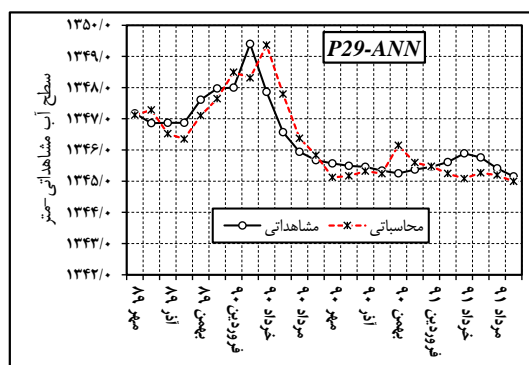 P29-ANN
سطح آب مشاهداتی -متر
۱۳۵۰/۰
۱۳۴۹/۰
۱۳۴۸/۰
۱۳۴۷/۰
۱۳۴۶/۰
۱۳۴۵/۰
۱۳۴۴/۰
۱۳۴۳/۰
۱۳۴۲/۰
مشاهداتی
محاسباتی
مهر ۸۹
آذر ۸۹
بهمن ۸۹
فروردین ۹۰
خرداد ۹۰
مرداد ۹۰
مهر ۹۰
آذر ۹۰
بهمن ۹۰
فروردین ۹۱
خرداد ۹۱
مرداد ۹۱